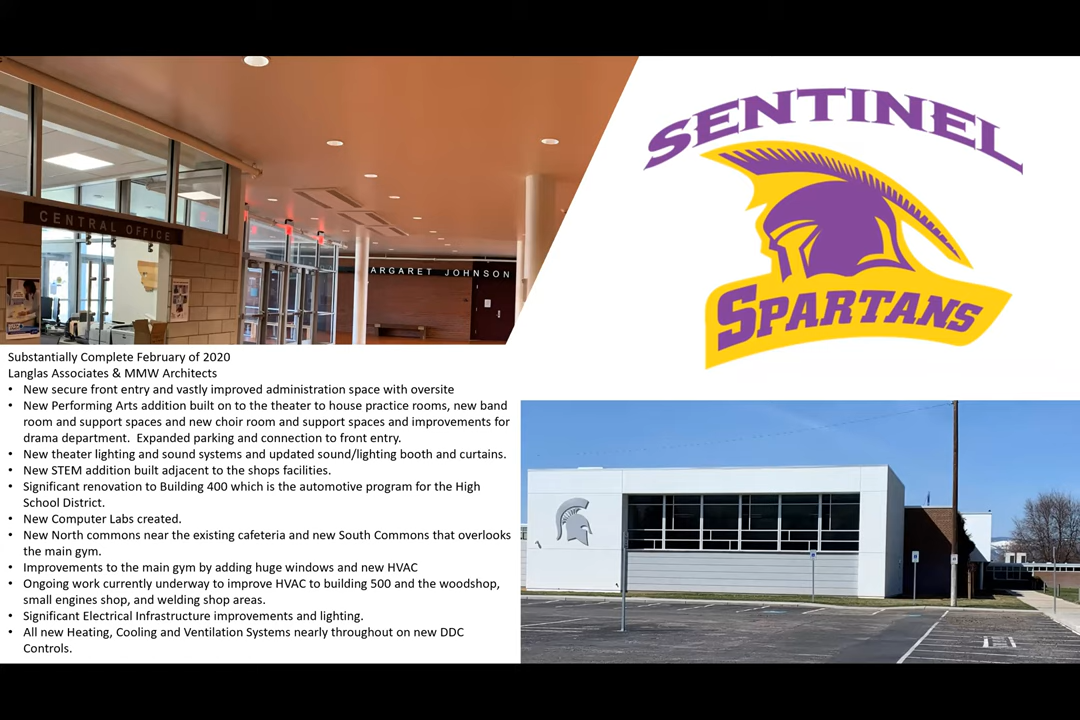 CENTRAL OFFICE
ARGARET JOHNSON
SENTINEL
SPARTANS
Substantially Complete February of 2020
Langlas Associates & MMW Architects
• New secure front entry and vastly improved administration space with oversite
• New Performing Arts addition built on to the theater to house practice rooms, new band
room and support spaces and new choir room and support spaces and improvements for
drama department.  Expanded parking and connection to front entry.
• New theater lighting and sound systems and updated sound/lighting booth and curtains.
• New STEM addition built adjacent to the shops facilities.
• Significant renovation to Building 400 which is the automotive program for the High
School District.
• New Computer Labs created.
• New North commons near the existing cafeteria and new South Commons that overlooks
the main gym.
• Improvements to the main gym by adding huge windows and new HVAC
• Ongoing work currently underway to improve HVAC to building 500 and the woodshop,
small engines shop, and welding shop areas.
• Significant Electrical Infrastructure improvements and lighting.
• All new Heating, Cooling and Ventilation Systems nearly throughout on new DDC
Controls.